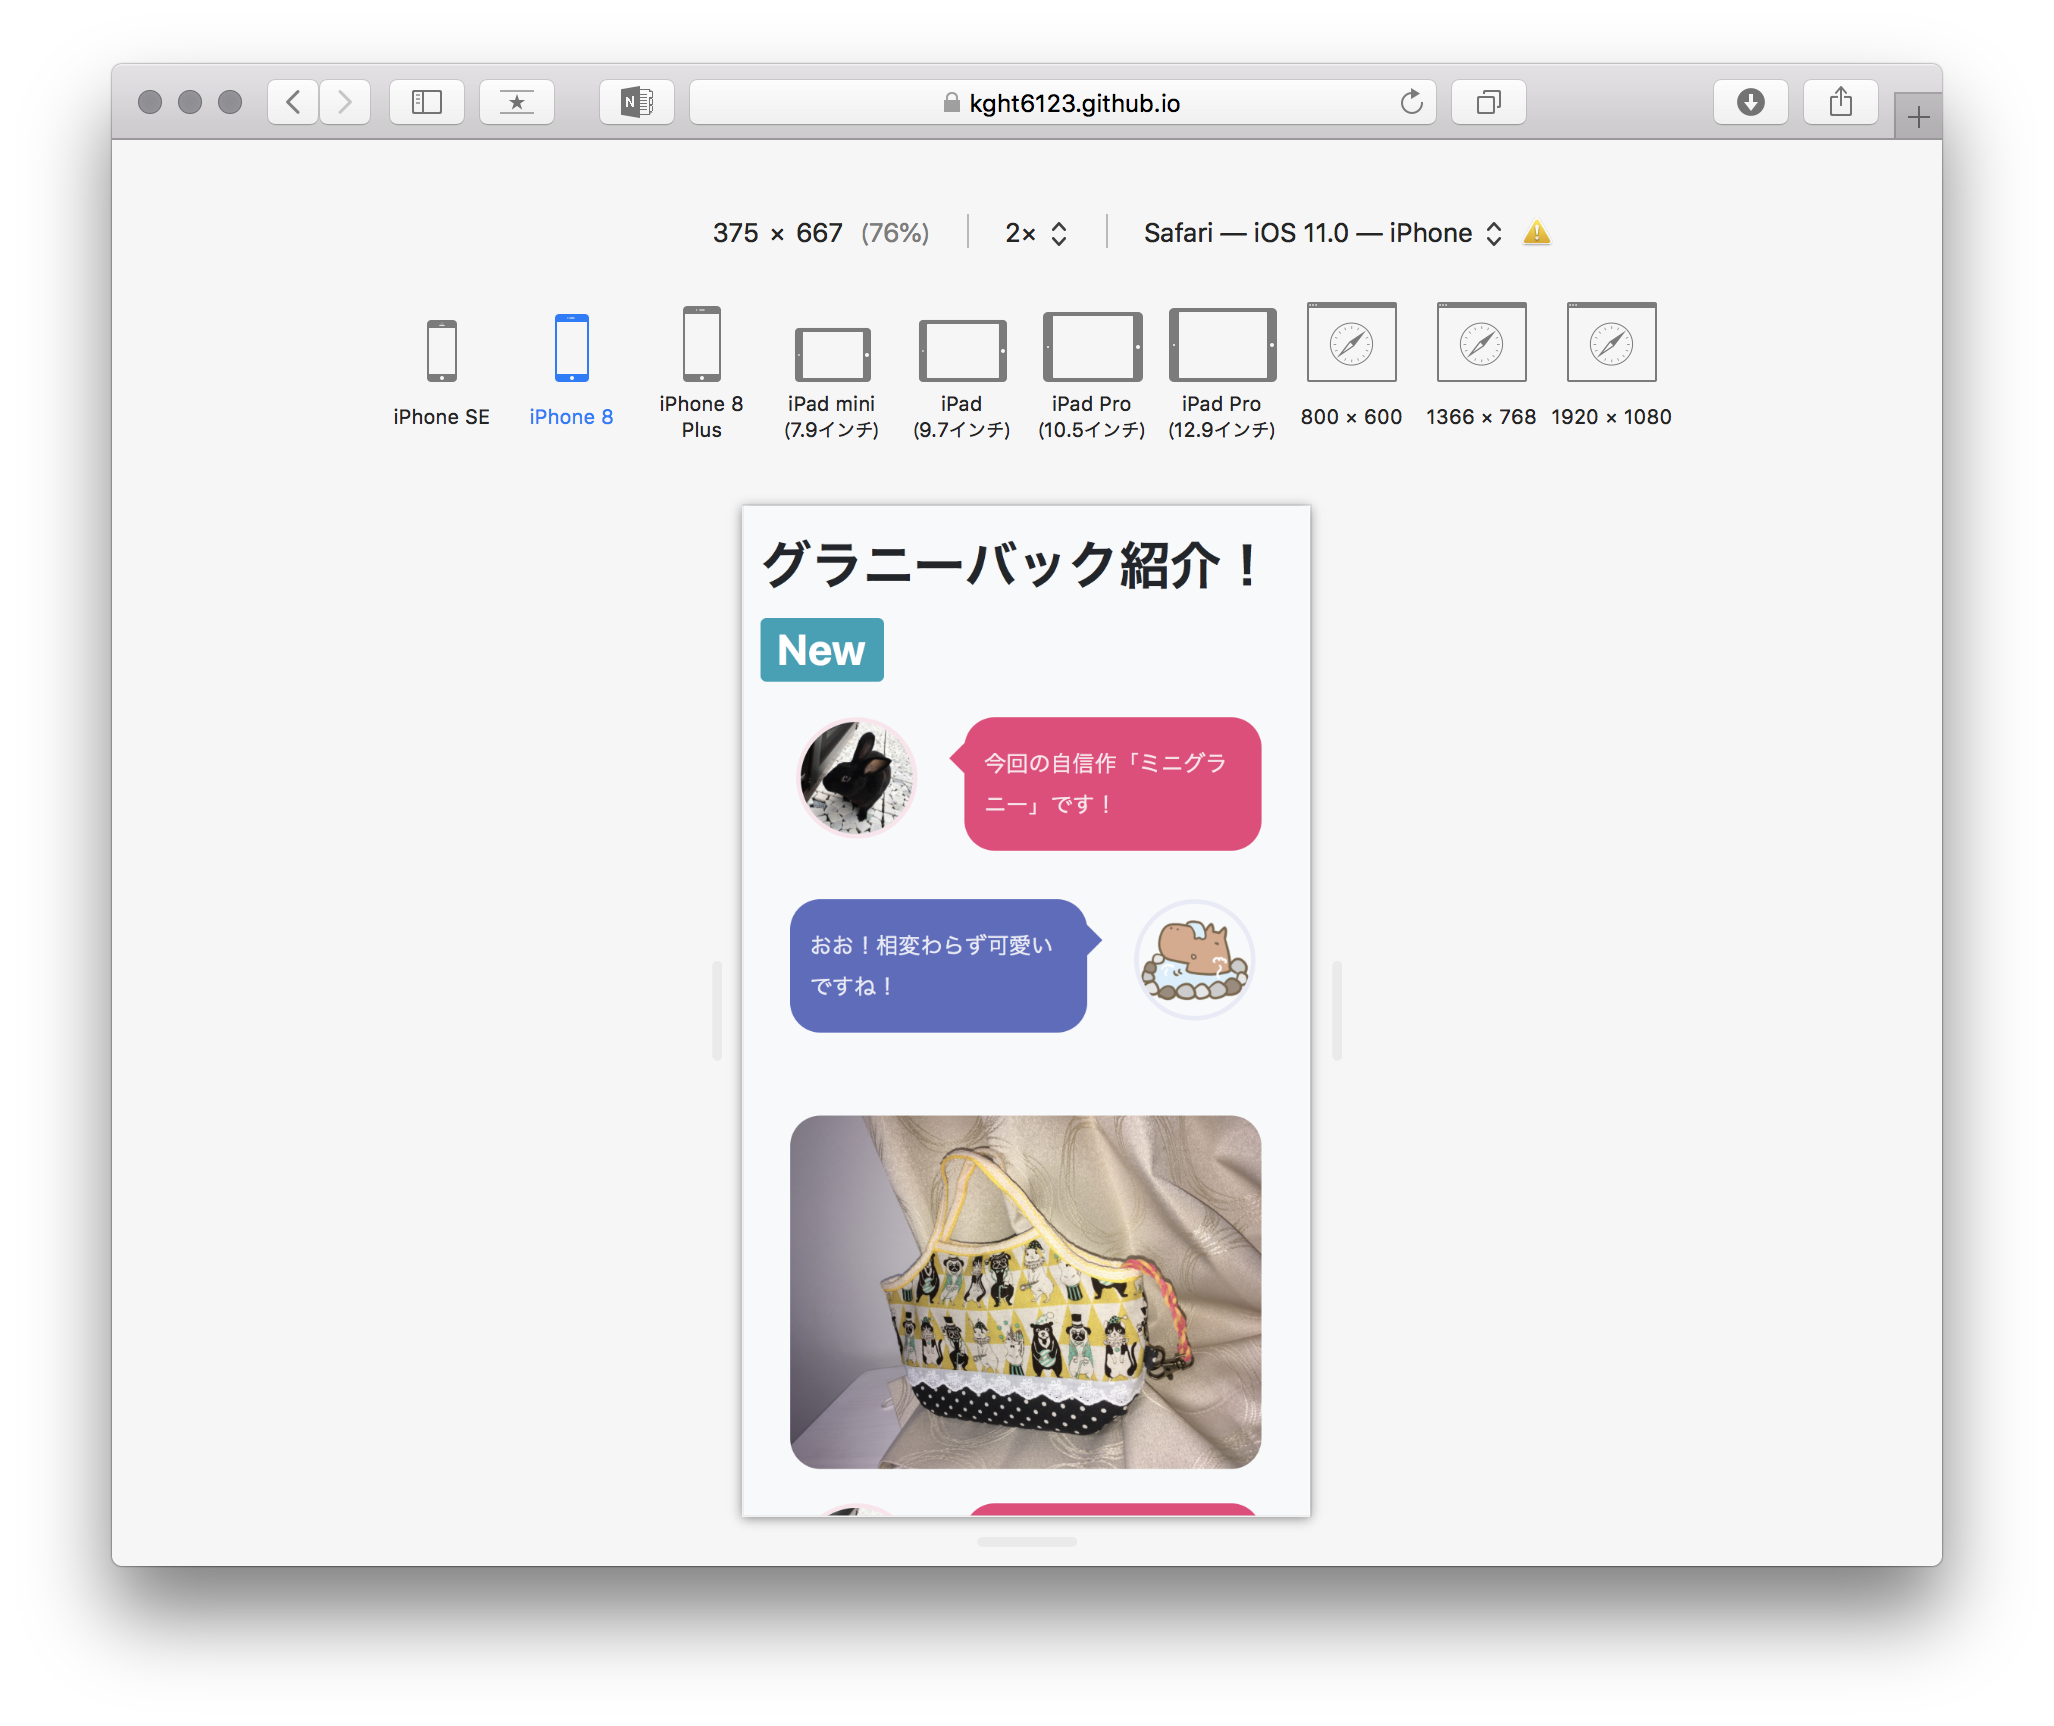 kght6123.github.io
375 × 667 (76%) 2× Safari — iOS 11.0 — iPhone
iPhone SE
iPhone 8
iPhone 8
Plus
iPad mini
(7.9インチ)
iPad
(9.7インチ)
iPad Pro
(10.5インチ)
iPad Pro
(12.9インチ)
800 × 600
1366 × 768
1920 × 1080
グラニーバック紹介！
New
今回の自信作「ミニグラ
ニー」です！
おお！相変わらず可愛い
ですね！